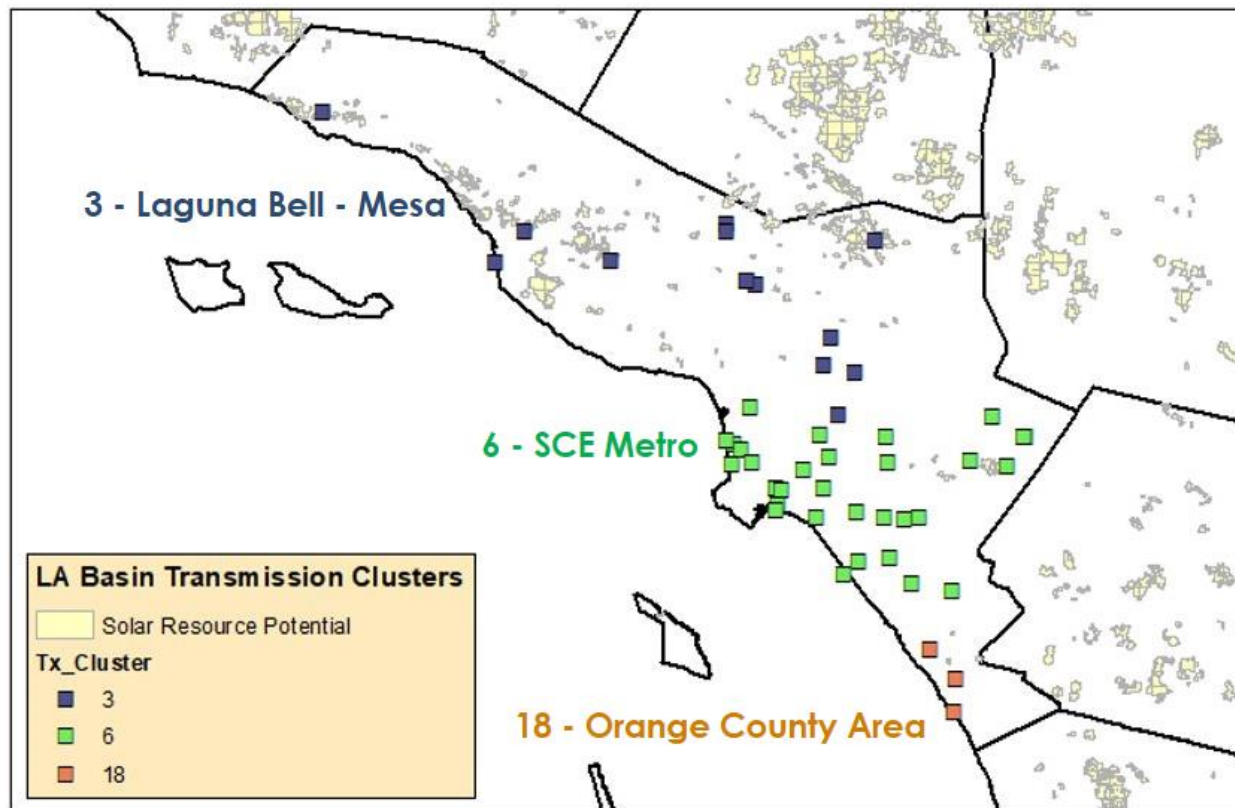 3 - Laguna Bell - Mesa
6 - SCE Metro
18 - Orange County Area
LA Basin Transmission Clusters
Solar Resource Potential
Tx_Cluster
3
6
18